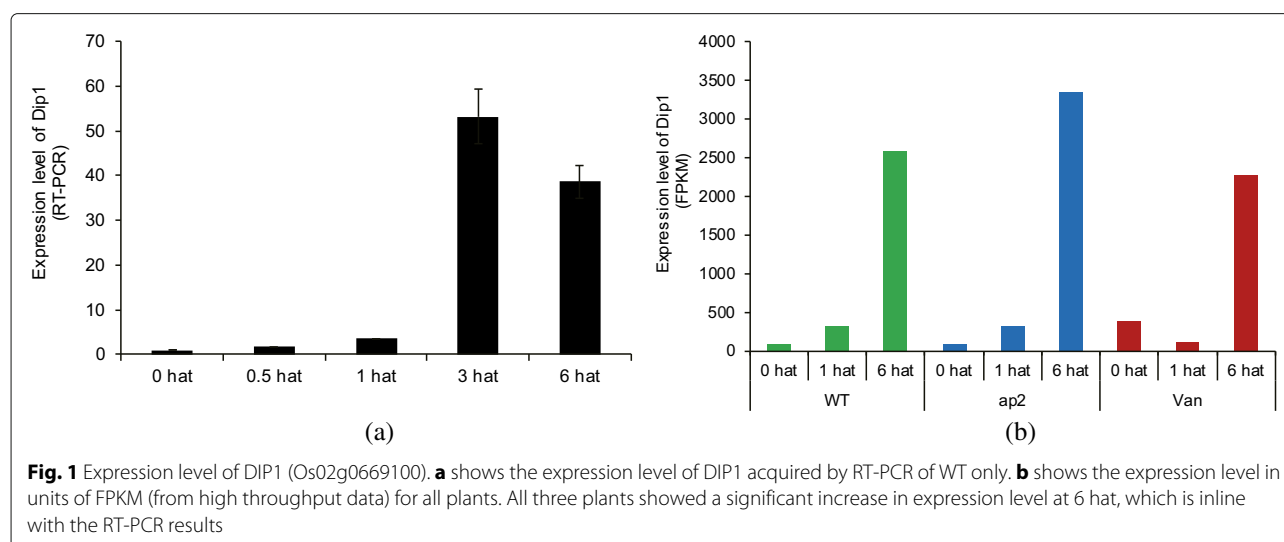 70
60
50
40
30
20
10
0
Expression level of Dip1
(RT-PCR)
0 hat 0.5 hat 1 hat 3 hat 6 hat
(a)
4000
3500
3000
2500
2000
1500
1000
500
0
Expression level of Dip1
(FPKM)
0 hat 1 hat 6 hat 0 hat 1 hat 6 hat 0 hat 1 hat 6 hat
WT ap2 Van
(b)
Fig. 1 Expression level of DIP1 (Os02g0669100). a shows the expression level of DIP1 acquired by RT-PCR of WT only. b shows the expression level in
units of FPKM (from high throughput data) for all plants. All three plants showed a significant increase in expression level at 6 hat, which is inline
with the RT-PCR results